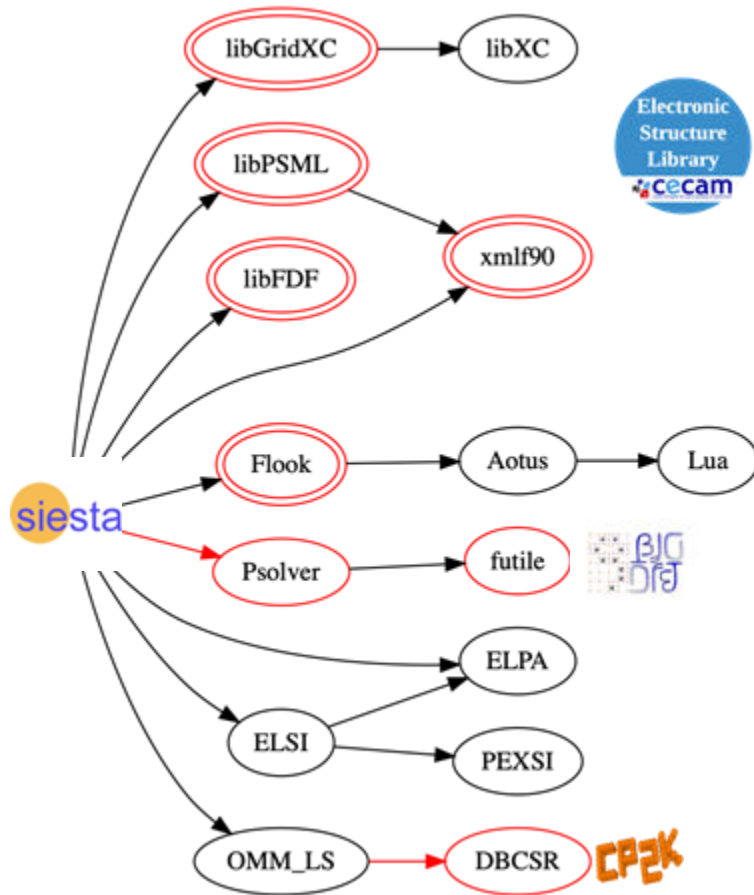 libGridXC
libXC
Electronic
Structure
Library
cecam
libPSML
xmlf90
libFDF
Flook
Aotus
Lua
siesta
Psolver
futile
BIG
DFT
ELPA
ELSI
PEXSI
OMM_LS
DBCSR
CP2K